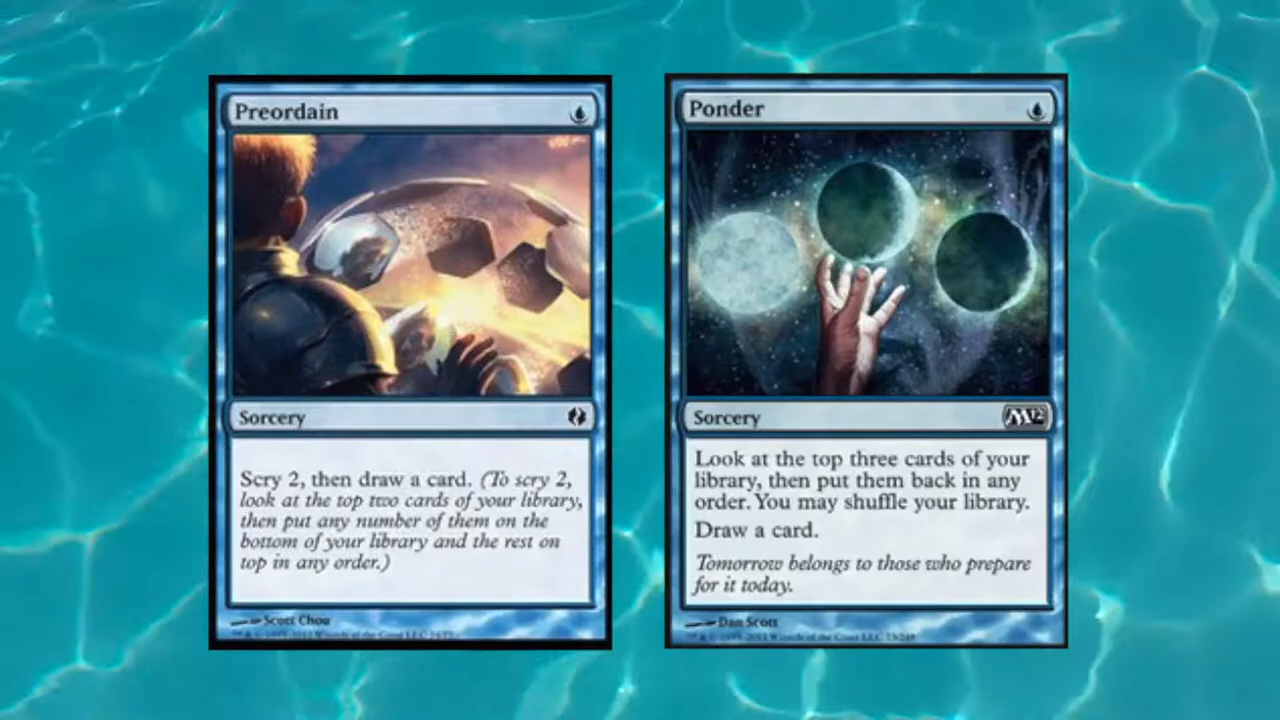 Preordain
Sorcery
Scry 2, then draw a card. (To scry 2,
look at the top two cards of your library,
then put any number of them on the
bottom of your library and the rest on
top in any order.)
Scott Chou
Ponder
Sorcery
M12
Look at the top three cards of your
library, then put them back in any
order. You may shuffle your library.
Draw a card.
Tomorrow belongs to those who prepare
for it today.
Dan Scott